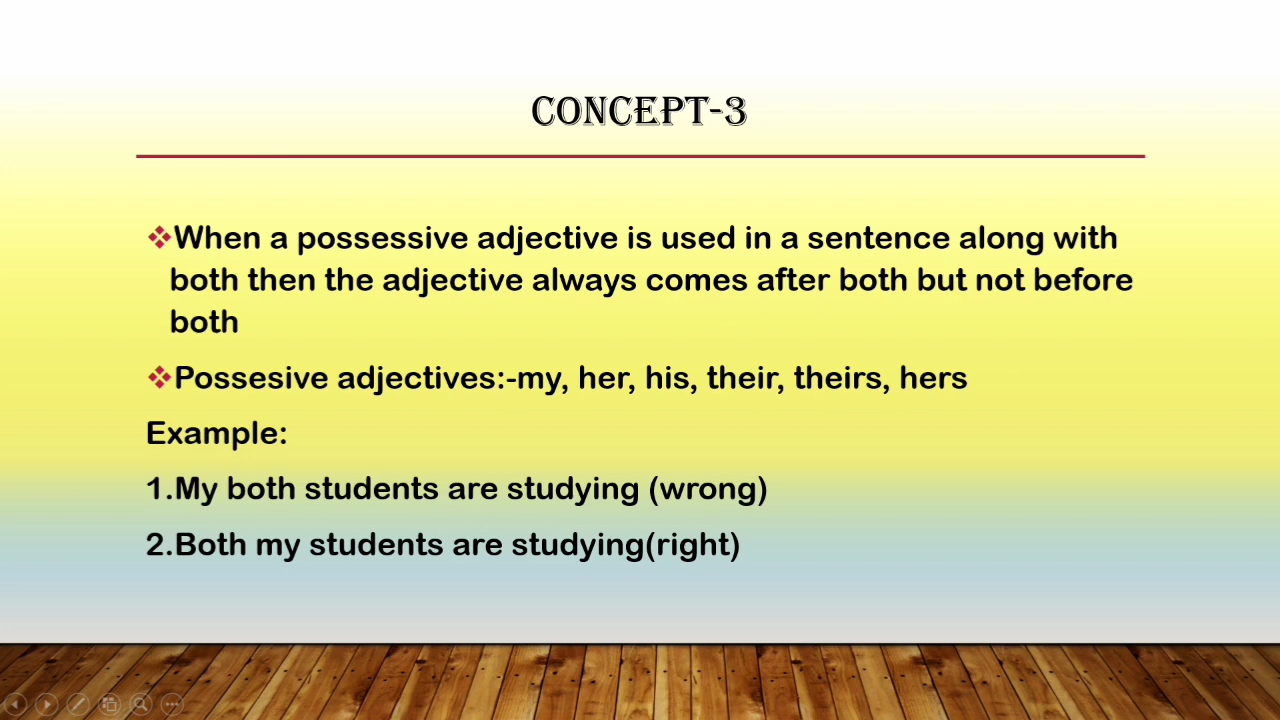 CONCEPT-3
❖When a possessive adjective is used in a sentence along with
both then the adjective always comes after both but not before
both
❖Possesive adjectives:-my, her, his, their, theirs, hers
Example:
1.My both students are studying (wrong)
2.Both my students are studying(right)